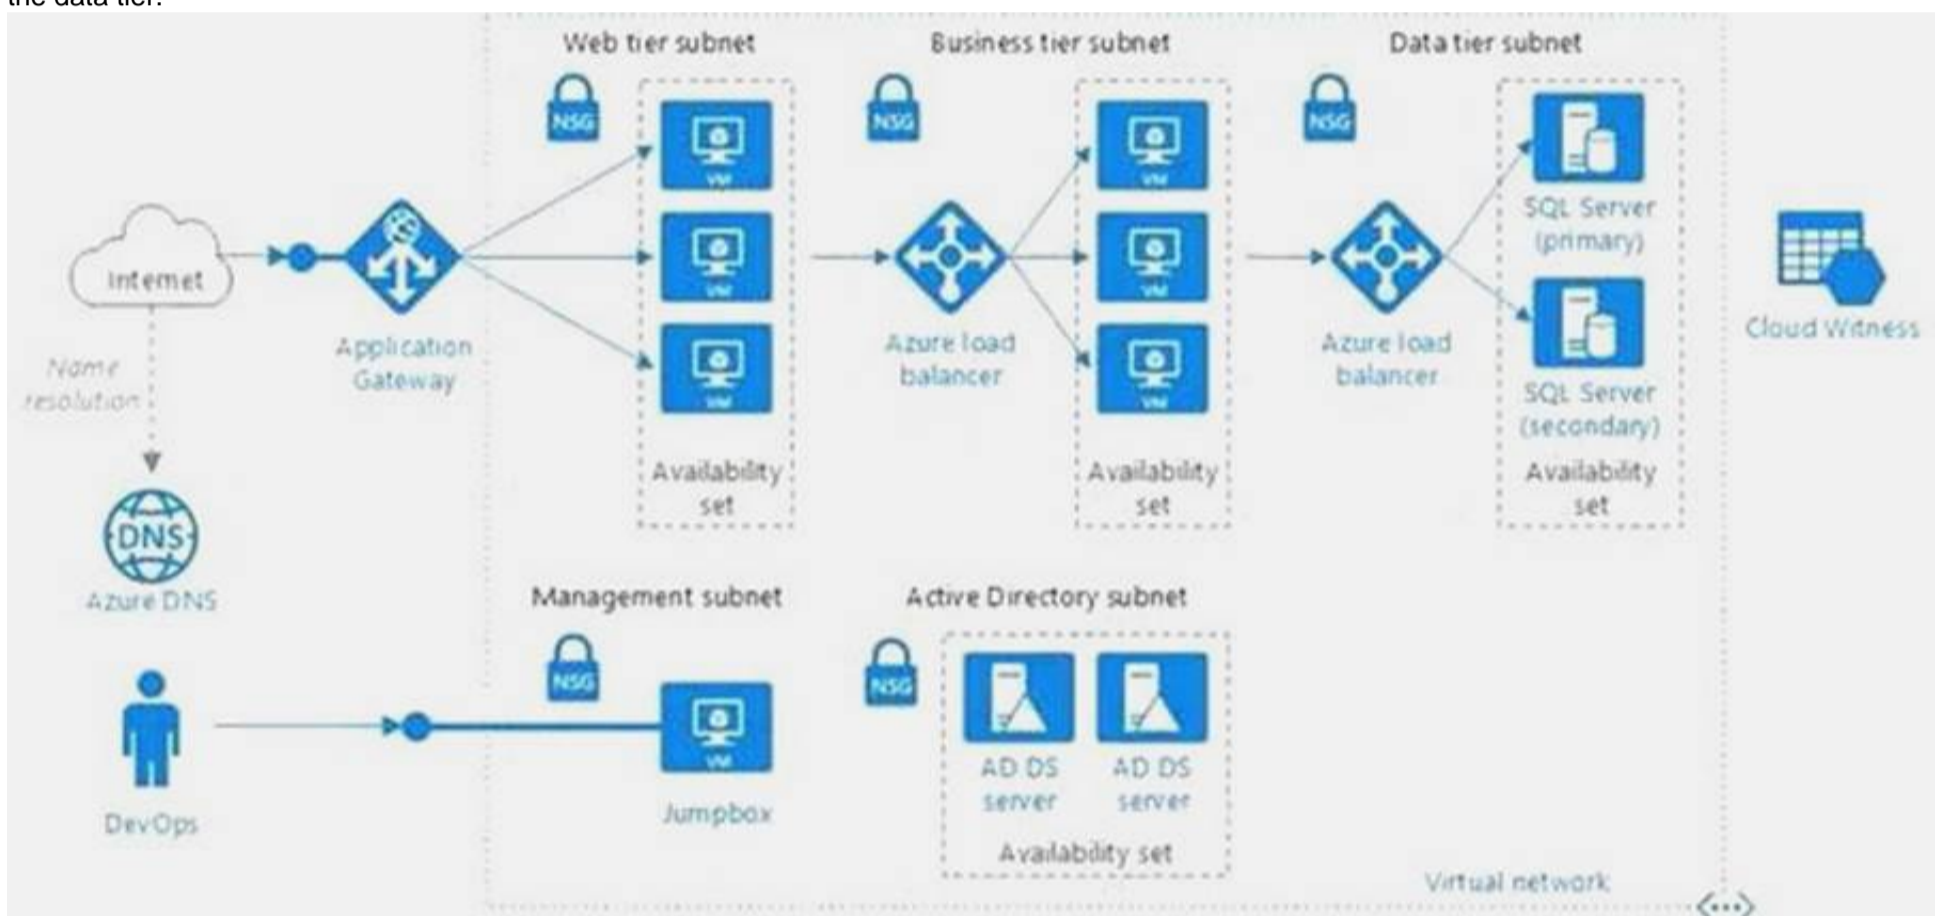 the data tier.
Web tier subnet
Business tier subnet
Data tier subnet
NSG
NSG
NSG
VM
VM
VM
VM
VM
VM
Internet
Name
resolution
Application
Gateway
Azure load
balancer
Azure load
balancer
SQL Server
(primary)
SQL Server
(secondary)
Cloud Witness
Availability
set
Availability
set
Availability
set
DNS
Azure DNS
Management subnet
Active Directory subnet
NSG
NSG
VM
Jumpbox
DevOps
AD DS
server
AD DS
server
Availability set
Virtual network